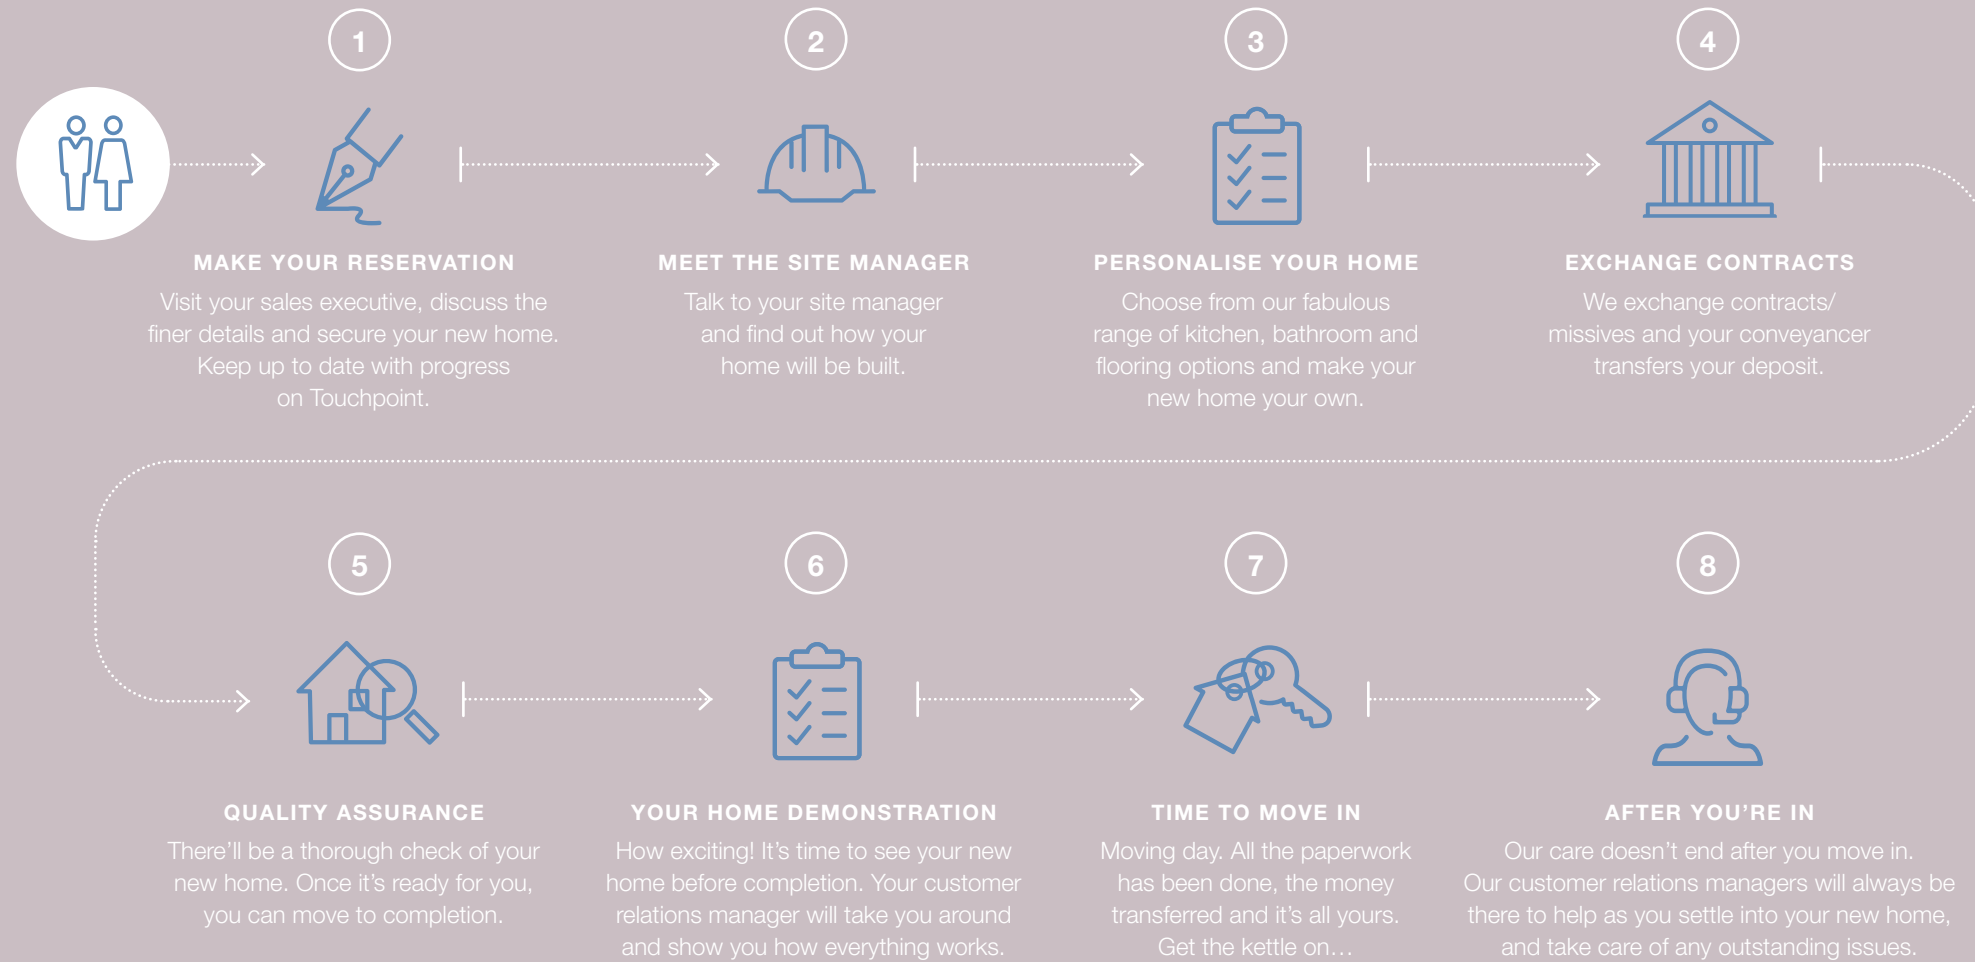 1
MAKE YOUR RESERVATION
Visit your sales executive, discuss the
finer details and secure your new home.
Keep up to date with progress
on Touchpoint.
2
MEET THE SITE MANAGER
Talk to your site manager
and find out how your
home will be built.
3
PERSONALISE YOUR HOME
Choose from our fabulous
range of kitchen, bathroom and
flooring options and make your
new home your own.
4
EXCHANGE CONTRACTS
We exchange contracts/
missives and your conveyancer
transfers your deposit.
5
QUALITY ASSURANCE
There’ll be a thorough check of your
new home. Once it’s ready for you,
you can move to completion.
6
YOUR HOME DEMONSTRATION
How exciting! It’s time to see your new
home before completion. Your customer
relations manager will take you around
and show you how everything works.
7
TIME TO MOVE IN
Moving day. All the paperwork
has been done, the money
transferred and it’s all yours.
Get the kettle on…
8
AFTER YOU’RE IN
Our care doesn’t end after you move in.
Our customer relations managers will always be
there to help as you settle into your new home,
and take care of any outstanding issues.